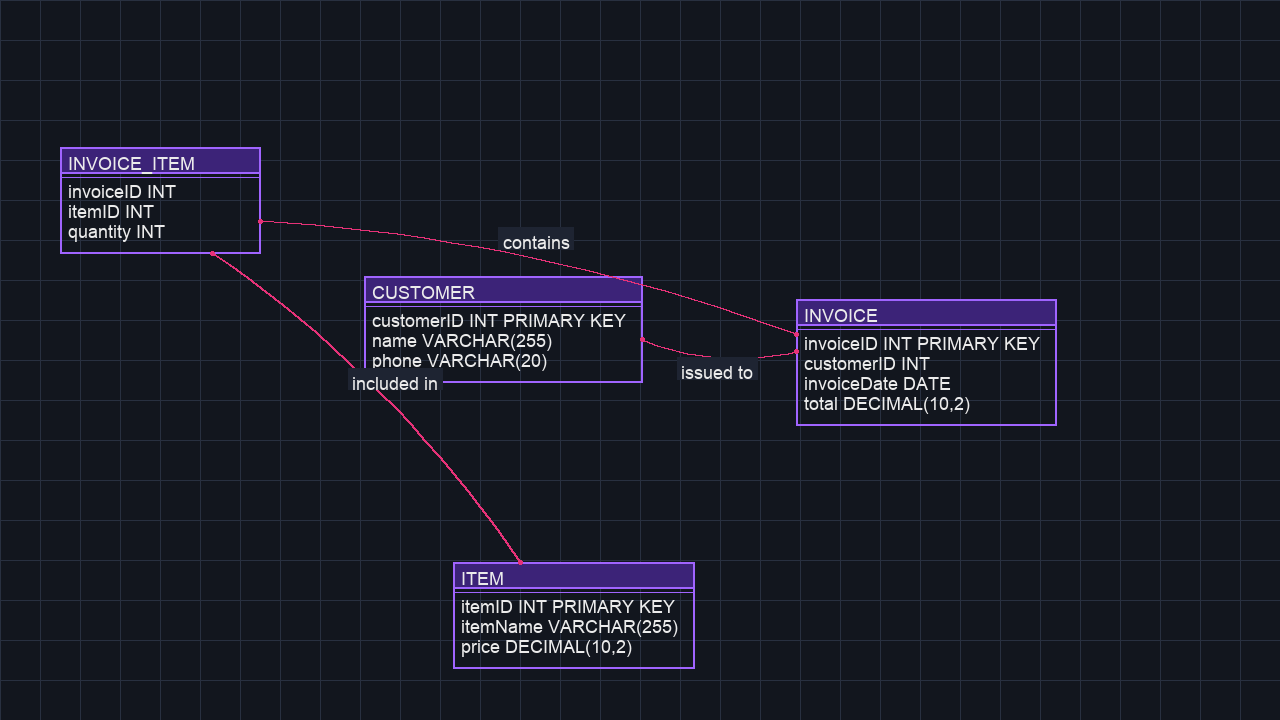 INVOICE_ITEM
invoiceID INT
itemID INT
quantity INT
contains
CUSTOMER
customerID INT PRIMARY KEY
name VARCHAR(255)
phone VARCHAR(20)
included in
issued to
INVOICE
invoiceID INT PRIMARY KEY
customerID INT
invoiceDate DATE
total DECIMAL(10,2)
ITEM
itemID INT PRIMARY KEY
itemName VARCHAR(255)
price DECIMAL(10,2)